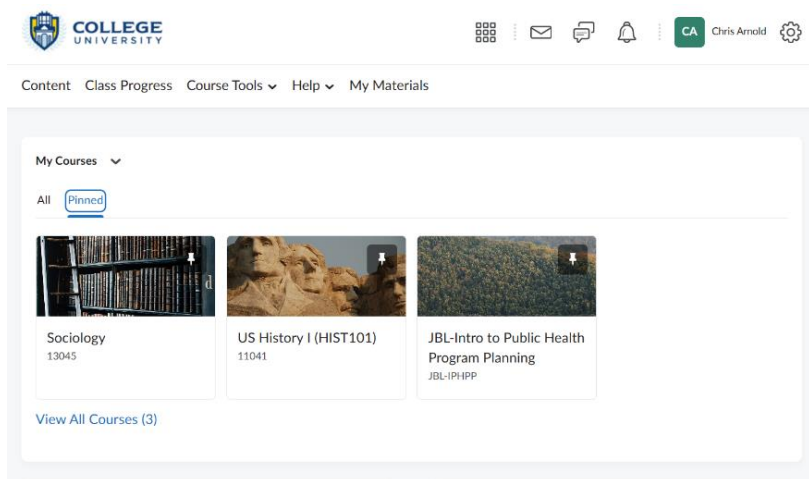 COLLEGE
UNIVERSITY
CA
Chris Arnold
Content Class Progress Course Tools Help My Materials
My Courses
All Pinned
d
Sociology
13045
US History I (HIST101)
11041
JBL-Intro to Public Health
Program Planning
JBL-IPHPP
View All Courses (3)